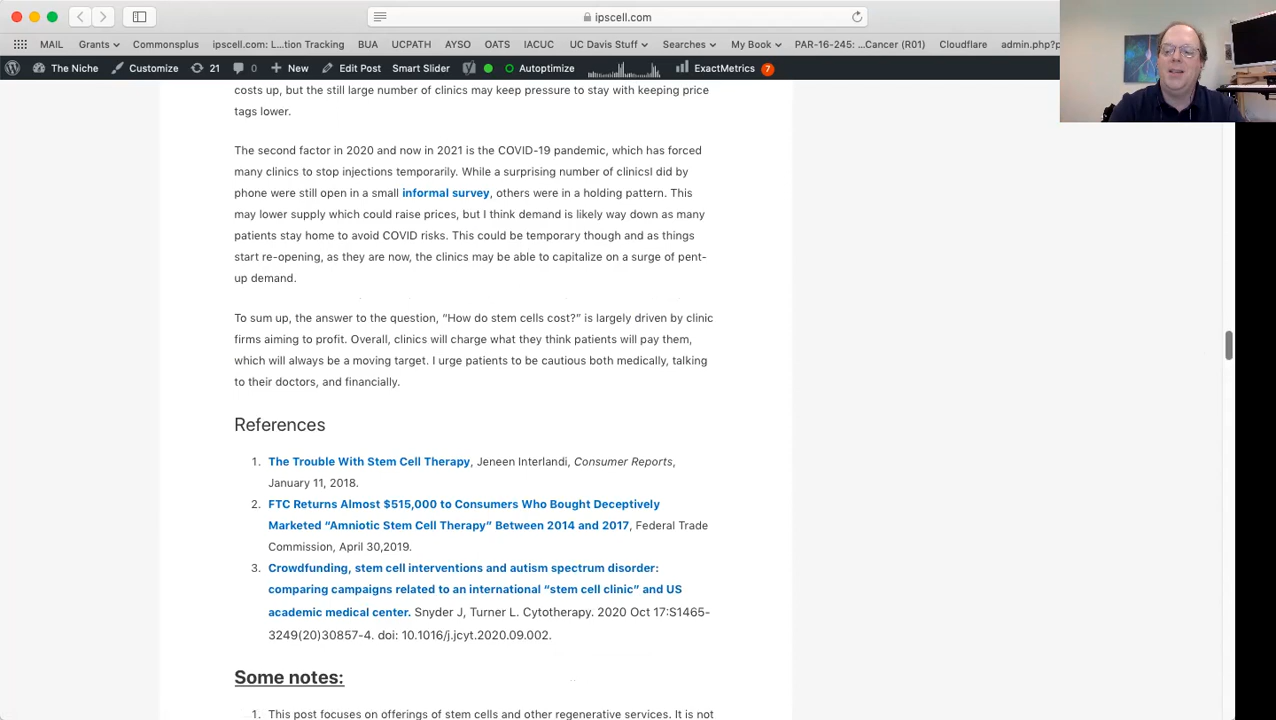 ipscell.com
MAIL Grants Commonsplus ipscell.com: L...tion Tracking BUA UCPATH AYSO OATS IACUC UC Davis Stuff Searches My Book PAR-16-245: ...Cancer (R01) Cloudflare admin.php?p
The Niche Customize 21 0 New Edit Post Smart Slider Autoptimize ExactMetrics 7
costs up, but the still large number of clinics may keep pressure to stay with keeping price
tags lower.
The second factor in 2020 and now in 2021 is the COVID-19 pandemic, which has forced
many clinics to stop injections temporarily. While a surprising number of clinicsI did by
phone were still open in a small informal survey, others were in a holding pattern. This
may lower supply which could raise prices, but I think demand is likely way down as many
patients stay home to avoid COVID risks. This could be temporary though and as things
start re-opening, as they are now, the clinics may be able to capitalize on a surge of pent-
up demand.
To sum up, the answer to the question, “How do stem cells cost?” is largely driven by clinic
firms aiming to profit. Overall, clinics will charge what they think patients will pay them,
which will always be a moving target. I urge patients to be cautious both medically, talking
to their doctors, and financially.
References
1. The Trouble With Stem Cell Therapy, Jeneen Interlandi, Consumer Reports,
January 11, 2018.
2. FTC Returns Almost $515,000 to Consumers Who Bought Deceptively
Marketed “Amniotic Stem Cell Therapy” Between 2014 and 2017, Federal Trade
Commission, April 30,2019.
3. Crowdfunding, stem cell interventions and autism spectrum disorder:
comparing campaigns related to an international “stem cell clinic” and US
academic medical center. Snyder J, Turner L. Cytotherapy. 2020 Oct 17:S1465-
3249(20)30857-4. doi: 10.1016/j.jcyt.2020.09.002.
Some notes:
1. This post focuses on offerings of stem cells and other regenerative services. It is not